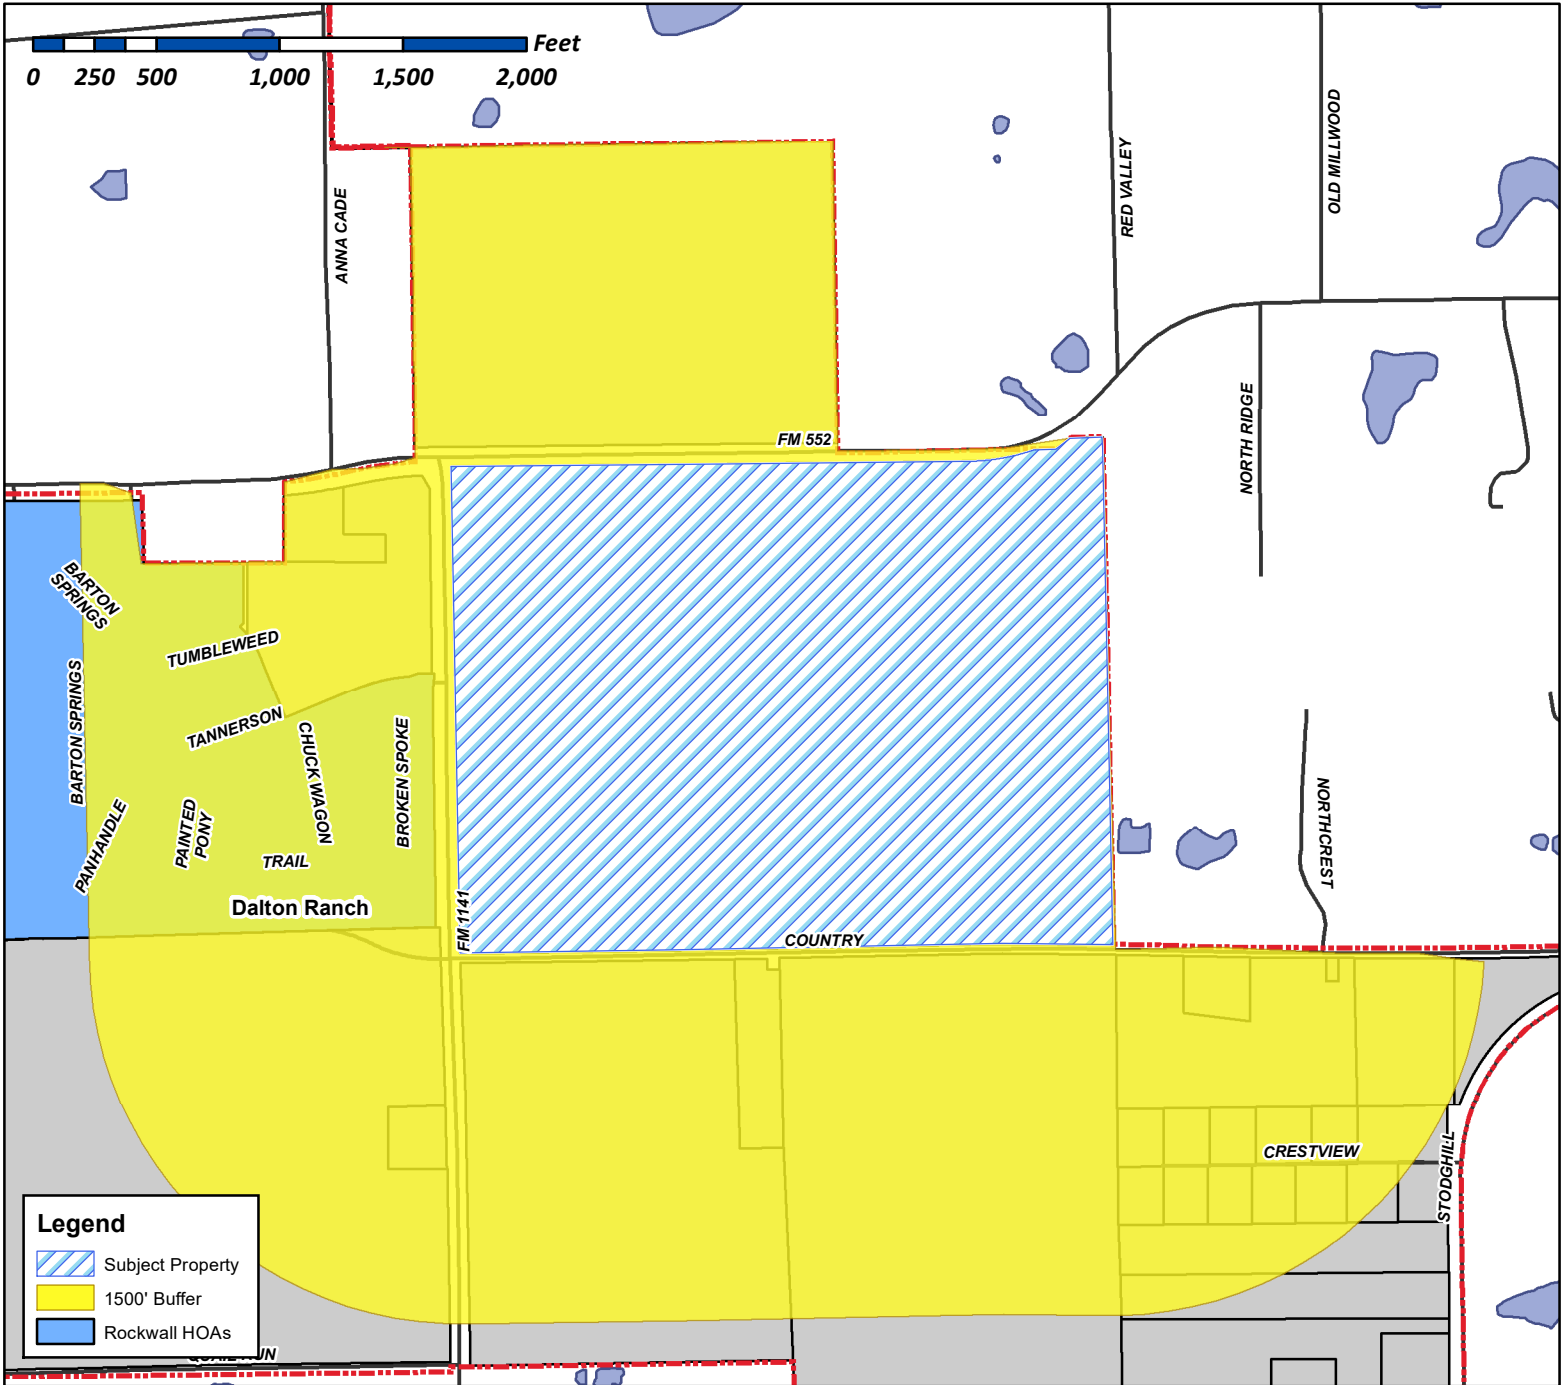 Feet
0 250 500 1,000 1,500 2,000
OLD MILLWOOD
RED VALLEY
ANNA CADE
NORTH RIDGE
FM 552
BARTON
SPRINGS
TUMBLEWEED
BARTON SPRINGS
TANNERSON
CHUCK WAGON
BROKEN SPOKE
PANHANDLE
PAINTED
PONY
TRAIL
NORTHCREST
Dalton Ranch
FM 1141
COUNTRY
CRESTVIEW
STODGHILL
Legend
Subject Property
1500' Buffer
Rockwall HOAs